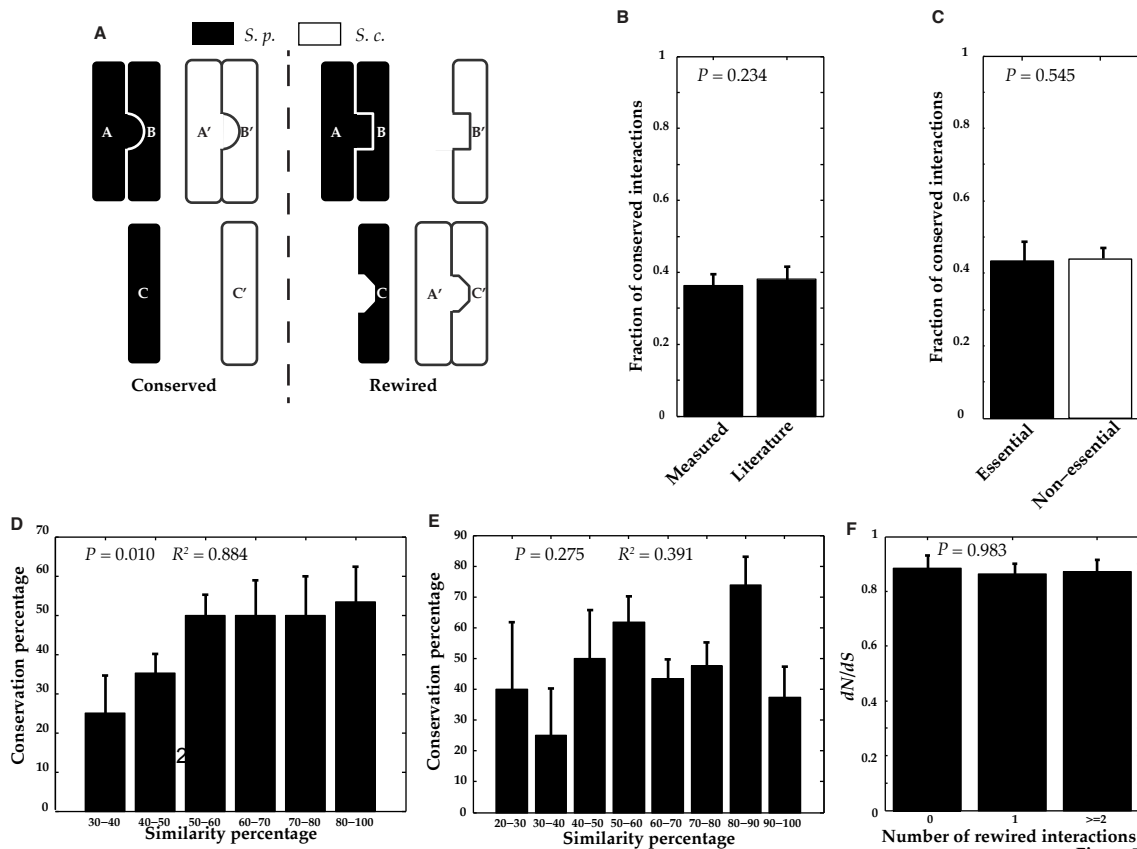 A
S. p.
S. c.
A
B
A′
B′
A
B
B′
C
C′
C
A′
C′
Conserved
Rewired
B
P = 0.234
Fraction of conserved interactions
1
0.8
0.6
0.4
0.2
0
Measured
Literature
C
P = 0.545
Fraction of conserved interactions
1
0.8
0.6
0.4
0.2
0
Essential
Non–essential
D
P = 0.010 R² = 0.884
Conservation percentage
70
60
50
40
30
20
10
0
2
30–40 40–50 50–60 60–70 70–80 80–100
Similarity percentage
E
P = 0.275 R² = 0.391
Conservation percentage
90
80
70
60
50
40
30
20
10
0
20–30 30–40 40–50 50–60 60–70 70–80 80–90 90–100
Similarity percentage
F
P = 0.983
dN/dS
1
0.8
0.6
0.4
0.2
0
0 1 >=2
Number of rewired interactions